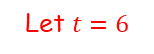 Let t = 6